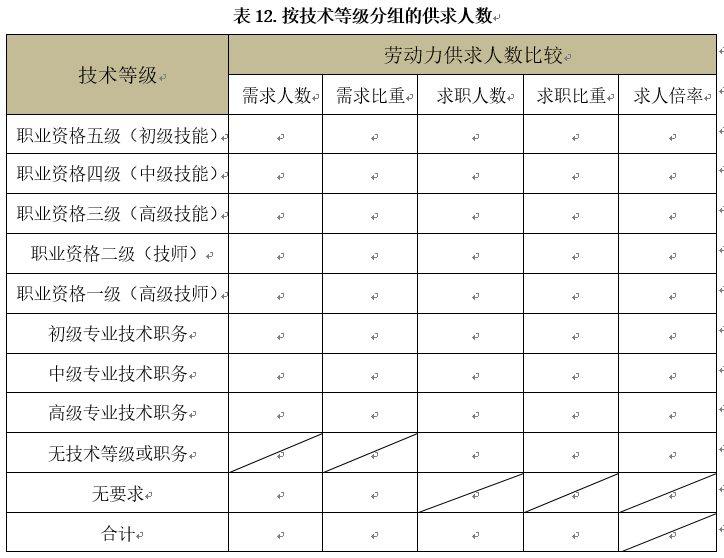 表 12. 按技术等级分组的供求人数
技术等级
劳动力供求人数比较
需求人数 需求比重 求职人数 求职比重 求人倍率
职业资格五级（初级技能）
职业资格四级（中级技能）
职业资格三级（高级技能）
职业资格二级（技师）
职业资格一级（高级技师）
初级专业技术职务
中级专业技术职务
高级专业技术职务
无技术等级或职务
无要求
合计